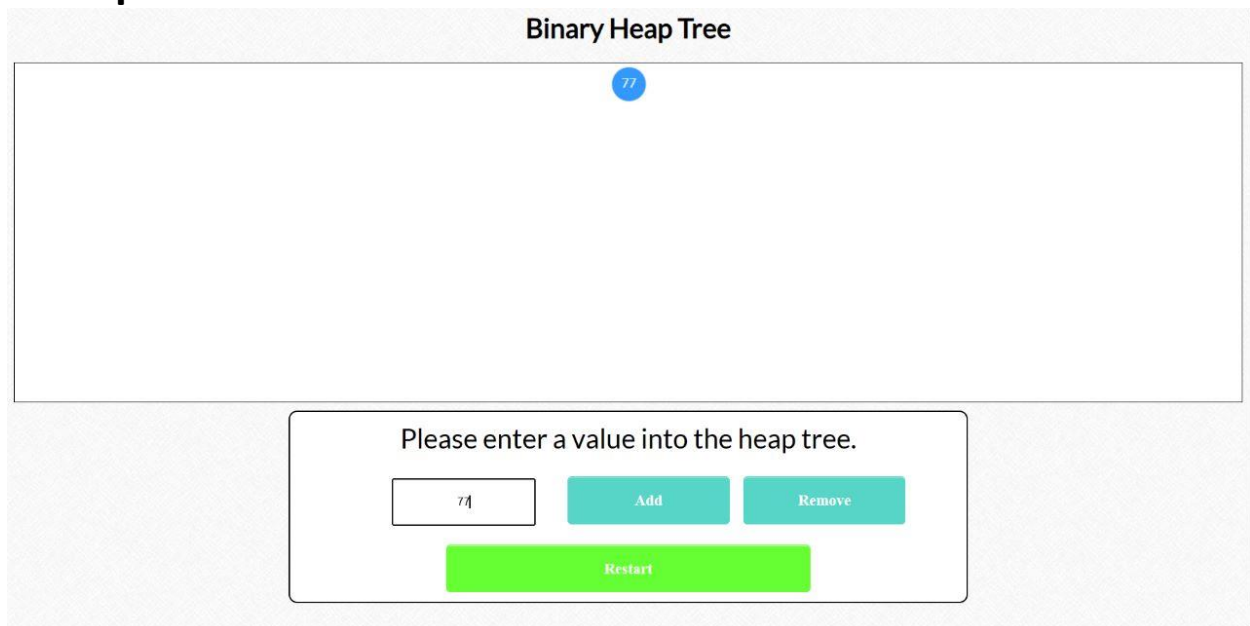 Binary Heap Tree
77
Please enter a value into the heap tree.
77
Add
Remove
Restart